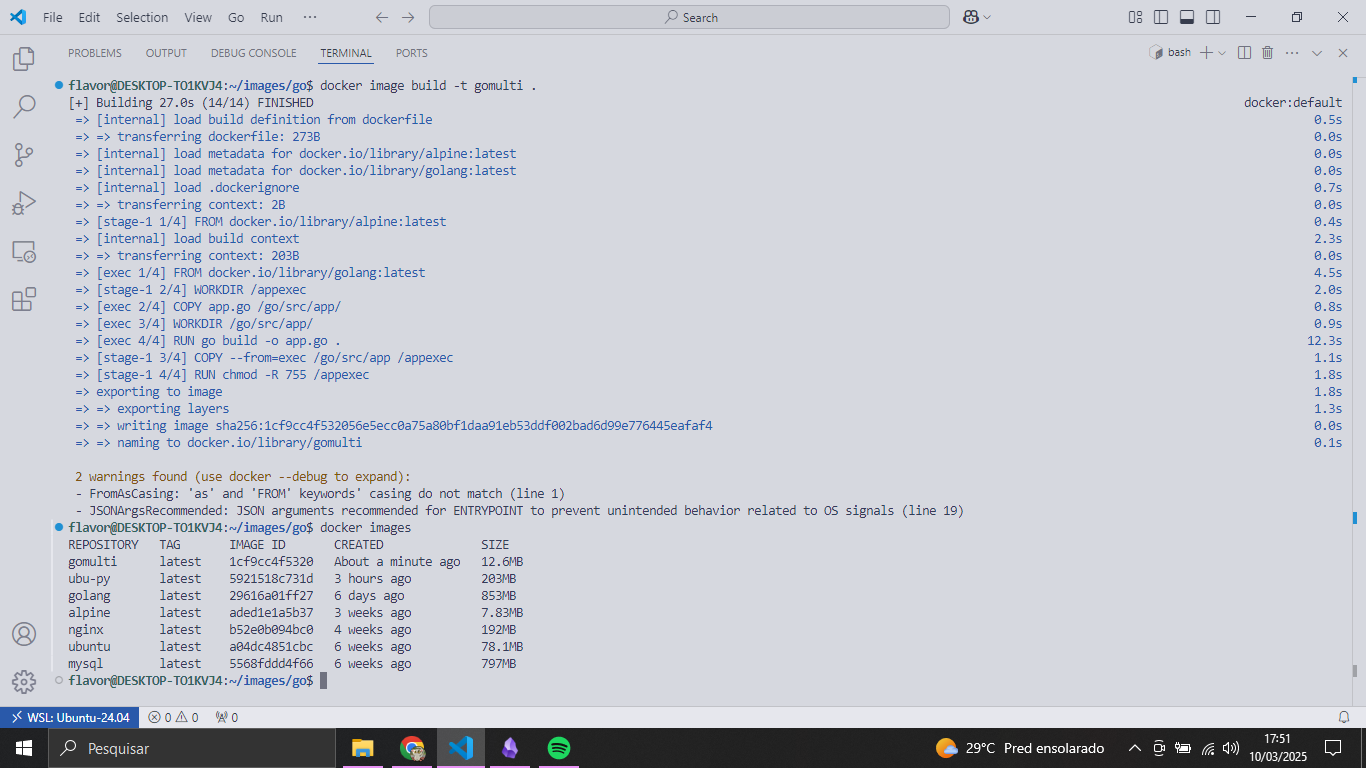 File Edit Selection View Go Run ··· Search
PROBLEMS OUTPUT DEBUG CONSOLE TERMINAL PORTS bash
flavor@DESKTOP-TO1KVJ4:~/images/go$ docker image build -t gomulti .
[+] Building 27.0s (14/14) FINISHED docker:default
=> [internal] load build definition from dockerfile 0.5s
=> => transferring dockerfile: 273B 0.0s
=> [internal] load metadata for docker.io/library/alpine:latest 0.0s
=> [internal] load metadata for docker.io/library/golang:latest 0.0s
=> [internal] load .dockerignore 0.7s
=> => transferring context: 2B 0.0s
=> [stage-1 1/4] FROM docker.io/library/alpine:latest 0.4s
=> [internal] load build context 2.3s
=> => transferring context: 203B 0.0s
=> [exec 1/4] FROM docker.io/library/golang:latest 4.5s
=> [stage-1 2/4] WORKDIR /appexec 2.0s
=> [exec 2/4] COPY app.go /go/src/app/ 0.8s
=> [exec 3/4] WORKDIR /go/src/app/ 0.9s
=> [exec 4/4] RUN go build -o app.go . 12.3s
=> [stage-1 3/4] COPY --from=exec /go/src/app /appexec 1.1s
=> [stage-1 4/4] RUN chmod -R 755 /appexec 1.8s
=> exporting to image 1.8s
=> => exporting layers 1.3s
=> => writing image sha256:1cf9cc4f532056e5ecc0a75a80bf1daa91eb53ddf002bad6d99e776445eafaf4 0.0s
=> => naming to docker.io/library/gomulti 0.1s
2 warnings found (use docker --debug to expand):
- FromAsCasing: 'as' and 'FROM' keywords' casing do not match (line 1)
- JSONArgsRecommended: JSON arguments recommended for ENTRYPOINT to prevent unintended behavior related to OS signals (line 19)
flavor@DESKTOP-TO1KVJ4:~/images/go$ docker images
REPOSITORY TAG IMAGE ID CREATED SIZE
gomulti latest 1cf9cc4f5320 About a minute ago 12.6MB
ubu-py latest 5921518c731d 3 hours ago 203MB
golang latest 29616a01ff27 6 days ago 853MB
alpine latest aded1e1a5b37 3 weeks ago 7.83MB
nginx latest b52e0b094bc0 4 weeks ago 192MB
ubuntu latest a04dc4851cbc 6 weeks ago 78.1MB
mysql latest 5568fddd4f66 6 weeks ago 797MB
flavor@DESKTOP-TO1KVJ4:~/images/go$
WSL: Ubuntu-24.04 0 0 0
Pesquisar 29°C Pred ensolarado 17:51
10/03/2025